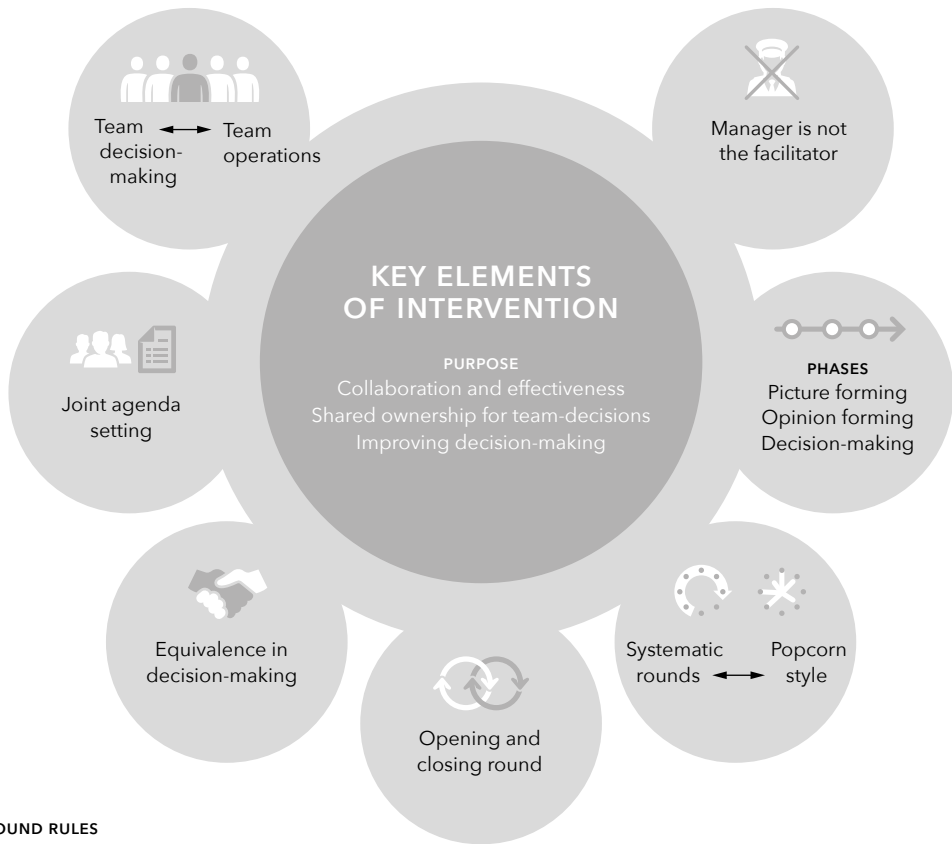 Team
decision-
making
Team
operations
Manager is not
the facilitator
KEY ELEMENTS
OF INTERVENTION
PURPOSE
Collaboration and effectiveness
Shared ownership for team-decisions
Improving decision-making
Joint agenda
setting
PHASES
Picture forming
Opinion forming
Decision-making
Equivalence in
decision-making
Systematic
rounds
Popcorn
style
Opening and
closing round
OUND RULES